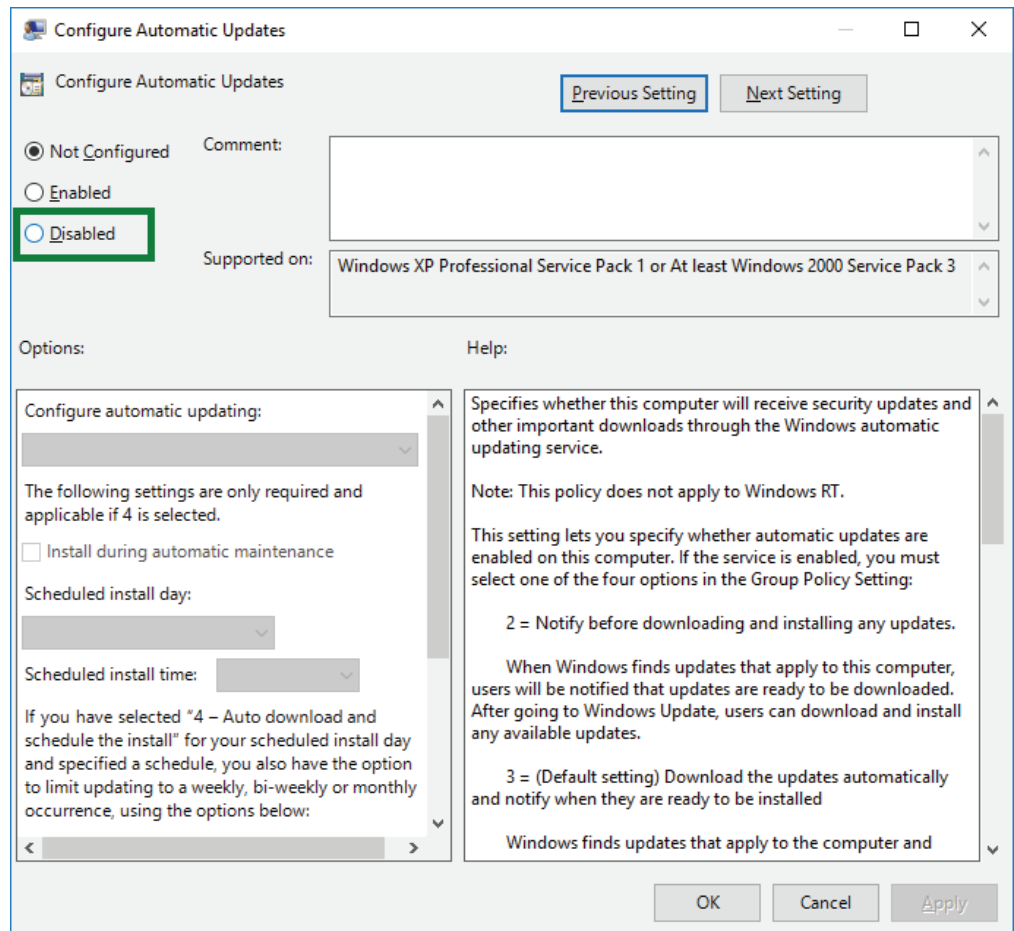 Configure Automatic Updates
Configure Automatic Updates
Previous Setting
Next Setting
Not Configured
Comment:
Enabled
Disabled
Supported on:
Windows XP Professional Service Pack 1 or At least Windows 2000 Service Pack 3
Options:
Help:
Configure automatic updating:
The following settings are only required and
applicable if 4 is selected.
Install during automatic maintenance
Scheduled install day:
Scheduled install time:
If you have selected “4 – Auto download and
schedule the install” for your scheduled install day
and specified a schedule, you also have the option
to limit updating to a weekly, bi-weekly or monthly
occurrence, using the options below:
Specifies whether this computer will receive security updates and
other important downloads through the Windows automatic
updating service.
Note: This policy does not apply to Windows RT.
This setting lets you specify whether automatic updates are
enabled on this computer. If the service is enabled, you must
select one of the four options in the Group Policy Setting:
2 = Notify before downloading and installing any updates.
When Windows finds updates that apply to this computer,
users will be notified that updates are ready to be downloaded.
After going to Windows Update, users can download and install
any available updates.
3 = (Default setting) Download the updates automatically
and notify when they are ready to be installed
Windows finds updates that apply to the computer and
OK
Cancel
Apply